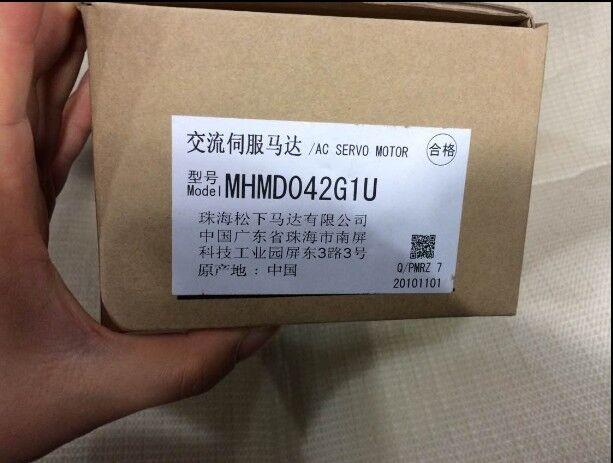 交流伺服马达 /AC SERVO MOTOR 合格
型号
Model MHMD042G1U
珠海松下马达有限公司
中国广东省珠海市南屏
科技工业园屏东3路3号
原产地：中国
Q/PMRZ 7
20101101